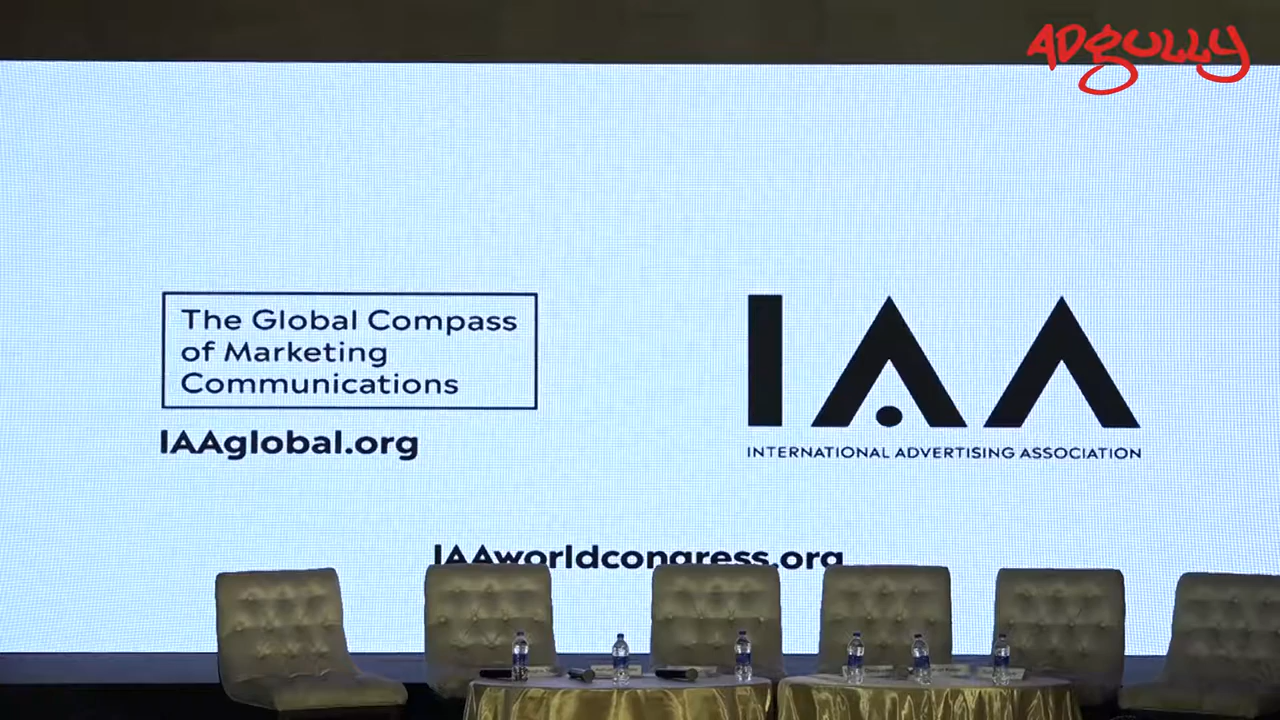 ADGULLY
The Global Compass
of Marketing
Communications
IAAglobal.org
IAA
INTERNATIONAL ADVERTISING ASSOCIATION
IAAworldcongress.org